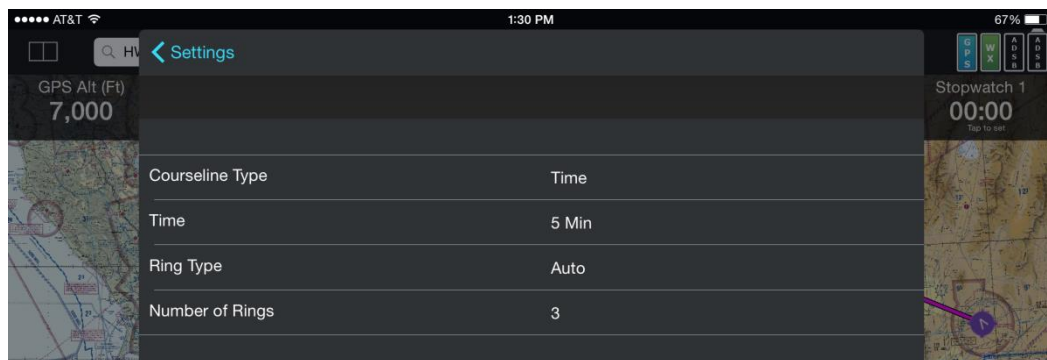 AT&T
1:30 PM
67%
HW
Settings
GPS
WX
ADSB
ADSB
GPS Alt (Ft)
7,000
Stopwatch 1
00:00
Tap to set
Courseline Type
Time
Time
5 Min
Ring Type
Auto
Number of Rings
3